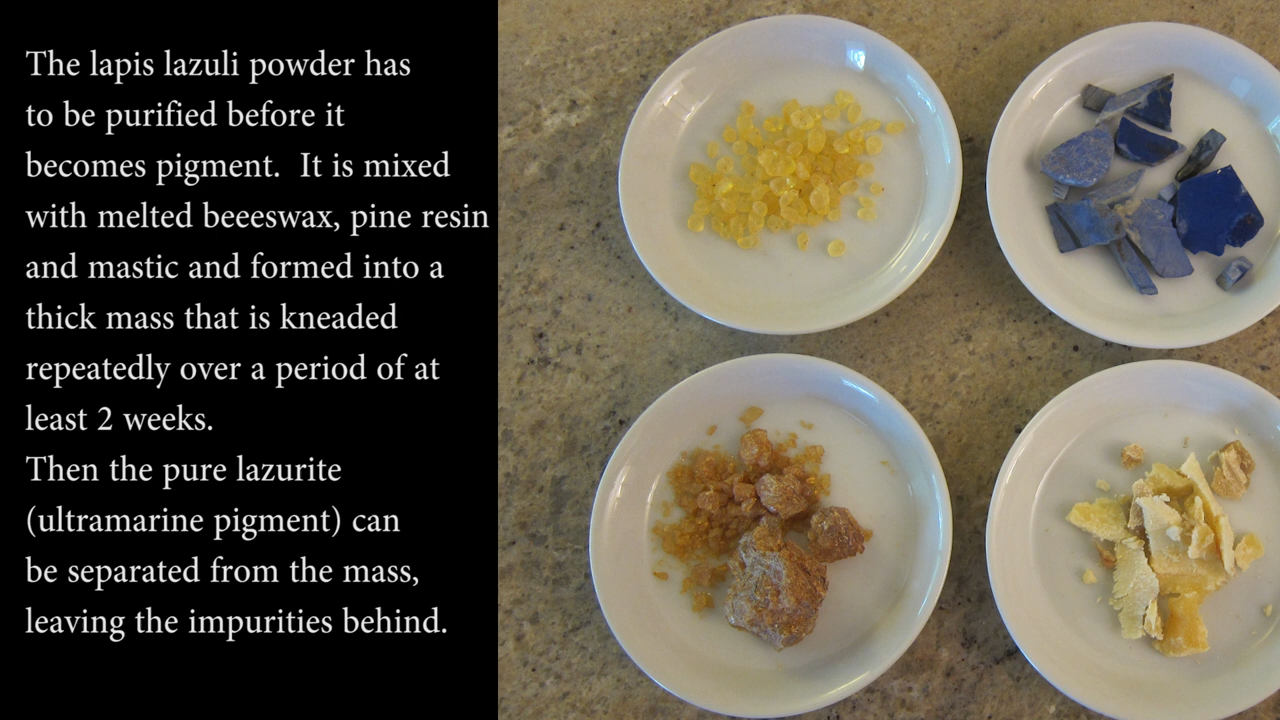 The lapis lazuli powder has
to be purified before it
becomes pigment.  It is mixed
with melted beeeswax, pine resin
and mastic and formed into a
thick mass that is kneaded
repeatedly over a period of at
least 2 weeks.
Then the pure lazurite
(ultramarine pigment) can
be separated from the mass,
leaving the impurities behind.